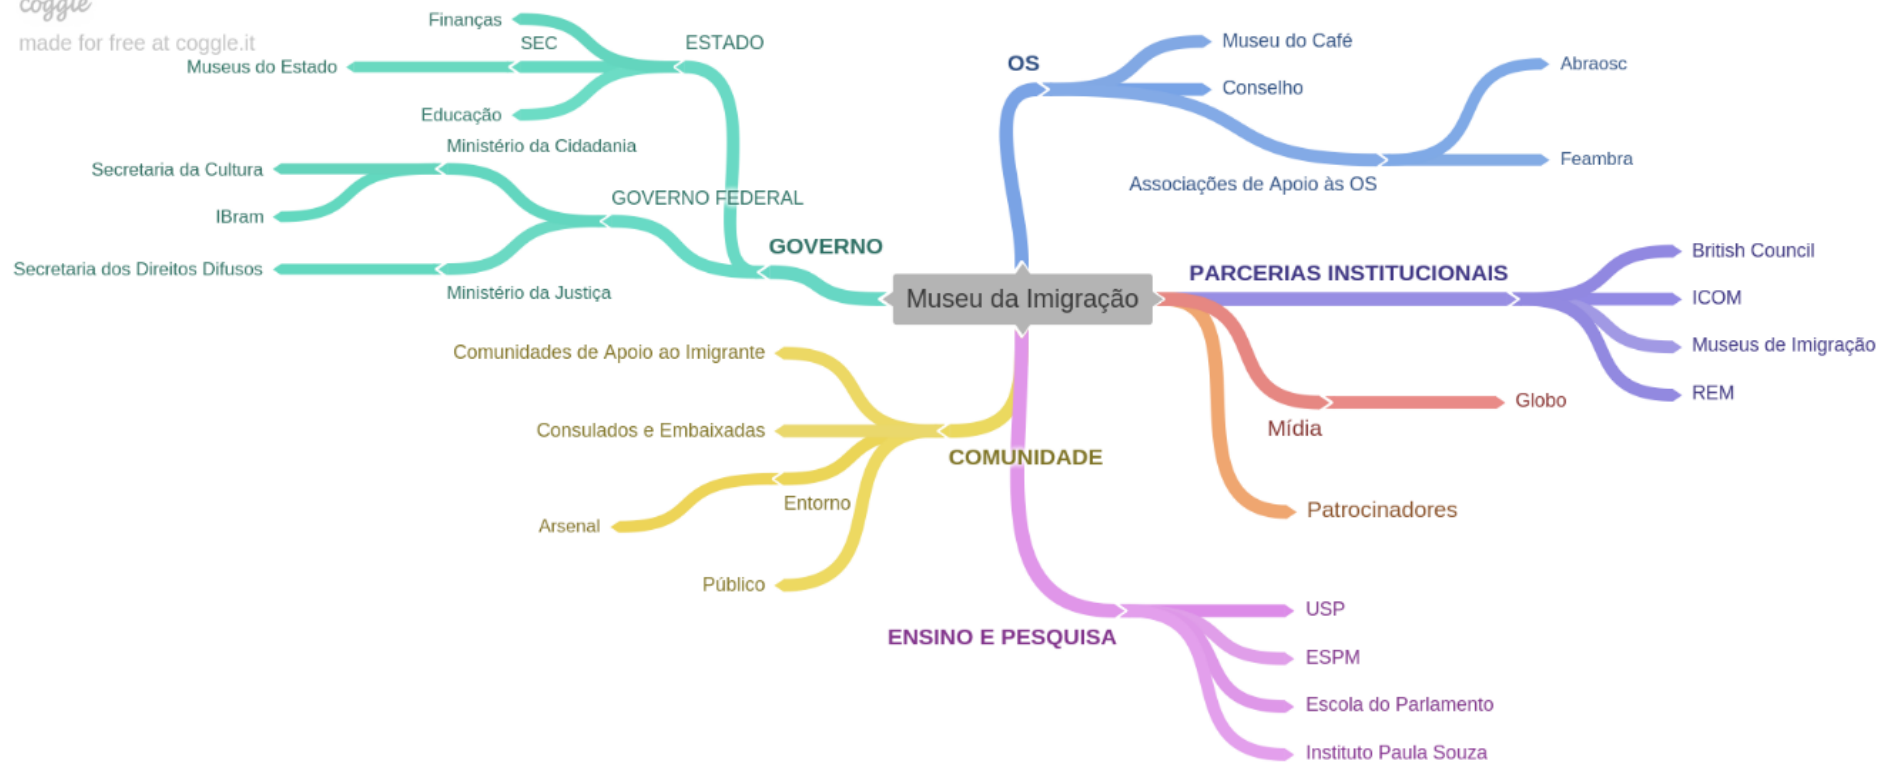 coggle
made for free at coggle.it
Finanças
SEC
ESTADO
Museus do Estado
Educação
Ministério da Cidadania
Secretaria da Cultura
IBram
GOVERNO FEDERAL
Secretaria dos Direitos Difusos
Ministério da Justiça
GOVERNO
OS
Museu do Café
Conselho
Abraosc
Feambra
Associações de Apoio às OS
Museu da Imigração
PARCERIAS INSTITUCIONAIS
British Council
ICOM
Museus de Imigração
REM
Mídia
Globo
Patrocinadores
Comunidades de Apoio ao Imigrante
Consulados e Embaixadas
COMUNIDADE
Entorno
Arsenal
Público
ENSINO E PESQUISA
USP
ESPM
Escola do Parlamento
Instituto Paula Souza